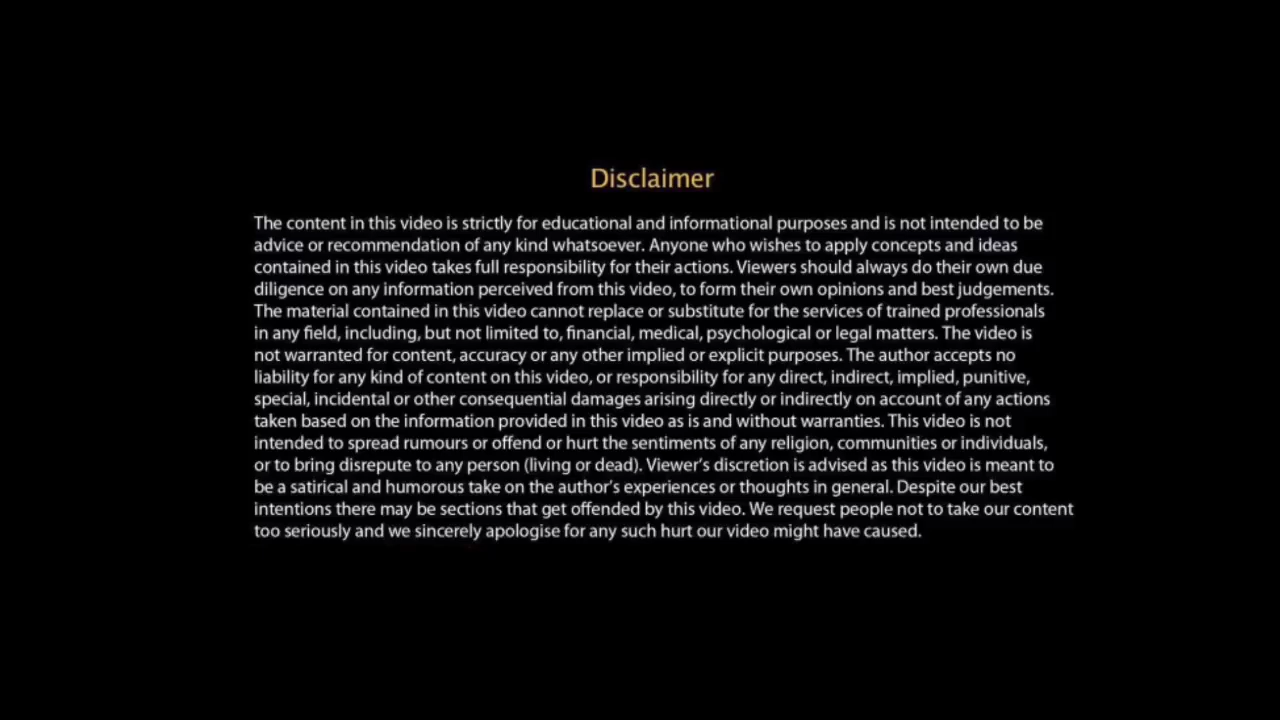 Disclaimer
The content in this video is strictly for educational and informational purposes and is not intended to be
advice or recommendation of any kind whatsoever. Anyone who wishes to apply concepts and ideas
contained in this video takes full responsibility for their actions. Viewers should always do their own due
diligence on any information perceived from this video, to form their own opinions and best judgements.
The material contained in this video cannot replace or substitute for the services of trained professionals
in any field, including, but not limited to, financial, medical, psychological or legal matters. The video is
not warranted for content, accuracy or any other implied or explicit purposes. The author accepts no
liability for any kind of content on this video, or responsibility for any direct, indirect, implied, punitive,
special, incidental or other consequential damages arising directly or indirectly on account of any actions
taken based on the information provided in this video as is and without warranties. This video is not
intended to spread rumours or offend or hurt the sentiments of any religion, communities or individuals,
or to bring disrepute to any person (living or dead). Viewer's discretion is advised as this video is meant to
be a satirical and humorous take on the author's experiences or thoughts in general. Despite our best
intentions there may be sections that get offended by this video. We request people not to take our content
too seriously and we sincerely apologise for any such hurt our video might have caused.